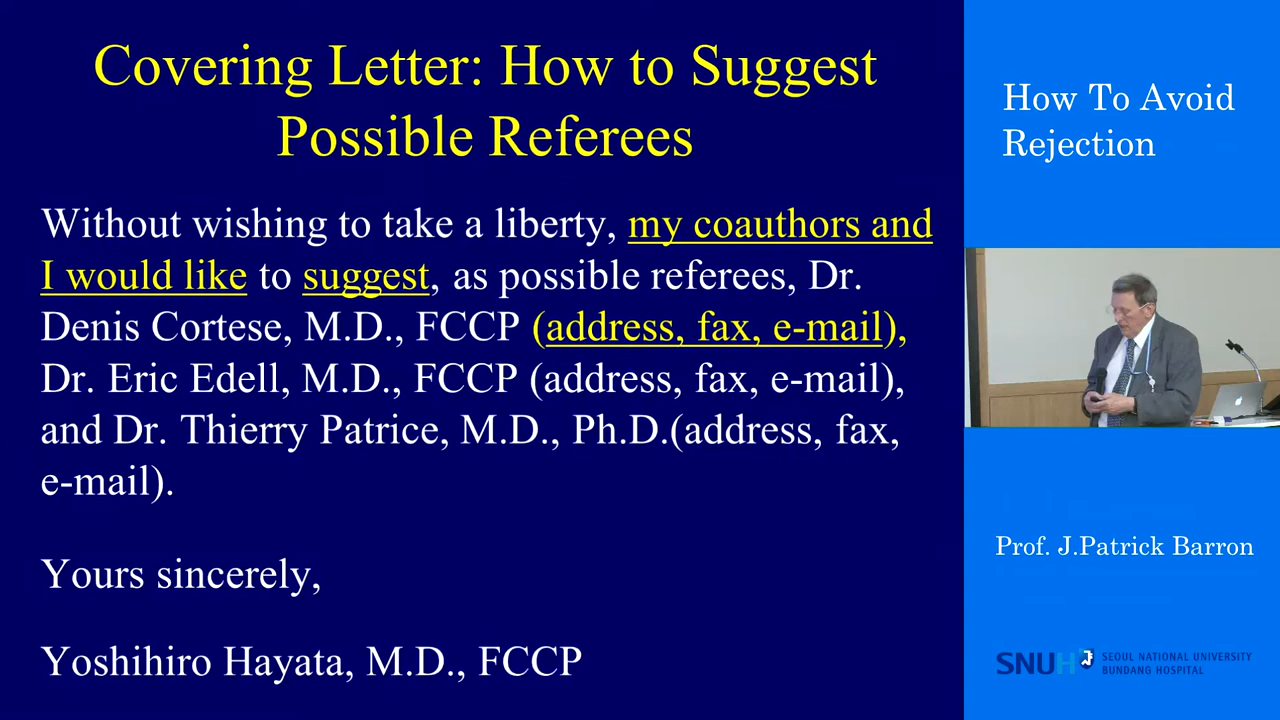 Covering Letter: How to Suggest
Possible Referees
Without wishing to take a liberty, my coauthors and
I would like to suggest, as possible referees, Dr.
Denis Cortese, M.D., FCCP (address, fax, e-mail),
Dr. Eric Edell, M.D., FCCP (address, fax, e-mail),
and Dr. Thierry Patrice, M.D., Ph.D.(address, fax,
e-mail).
Yours sincerely,
Yoshihiro Hayata, M.D., FCCP
How To Avoid
Rejection
Prof. J.Patrick Barron
SNUH
SEOUL NATIONAL UNIVERSITY
BUNDANG HOSPITAL